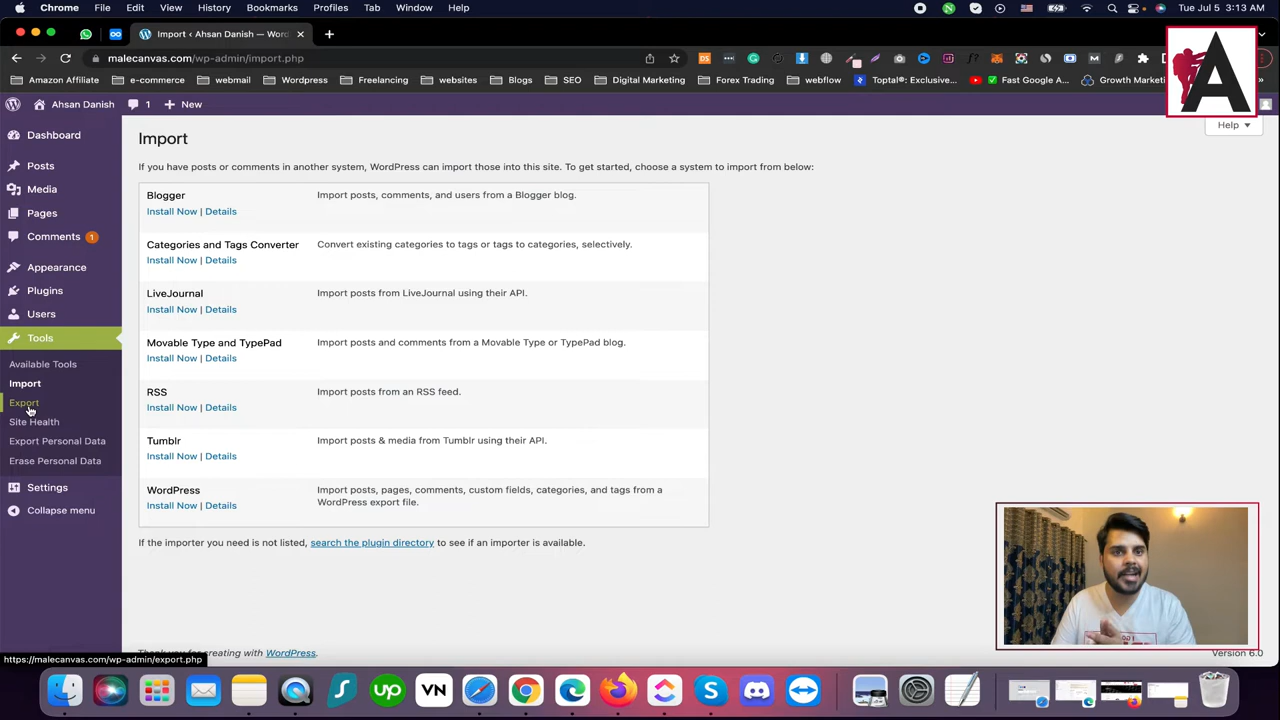 Chrome File Edit View History Bookmarks Profiles Tab Window Help Tue Jul 5 3:13 AM
Import ‹ Ahsan Danish — Word
malecanvas.com/wp-admin/import.php
Amazon Affiliate e-commerce webmail Wordpress Freelancing websites Blogs SEO Digital Marketing Forex Trading webflow Toptal®: Exclusive... Fast Google A... Growth Marketing
A
Ahsan Danish 1 New
Help
Dashboard
Posts
Media
Pages
Comments 1
Appearance
Plugins
Users
Tools
Available Tools
Import
Export
Site Health
Export Personal Data
Erase Personal Data
Settings
Collapse menu
Import
If you have posts or comments in another system, WordPress can import those into this site. To get started, choose a system to import from below:
Blogger Import posts, comments, and users from a Blogger blog.
Install Now | Details
Categories and Tags Converter Convert existing categories to tags or tags to categories, selectively.
Install Now | Details
LiveJournal Import posts from LiveJournal using their API.
Install Now | Details
Movable Type and TypePad Import posts and comments from a Movable Type or TypePad blog.
Install Now | Details
RSS Import posts from an RSS feed.
Install Now | Details
Tumblr Import posts & media from Tumblr using their API.
Install Now | Details
WordPress Import posts, pages, comments, custom fields, categories, and tags from a
WordPress export file.
Install Now | Details
If the importer you need is not listed, search the plugin directory to see if an importer is available.
Thank you for creating with WordPress.
Version 6.0
https://malecanvas.com/wp-admin/export.php
up VN